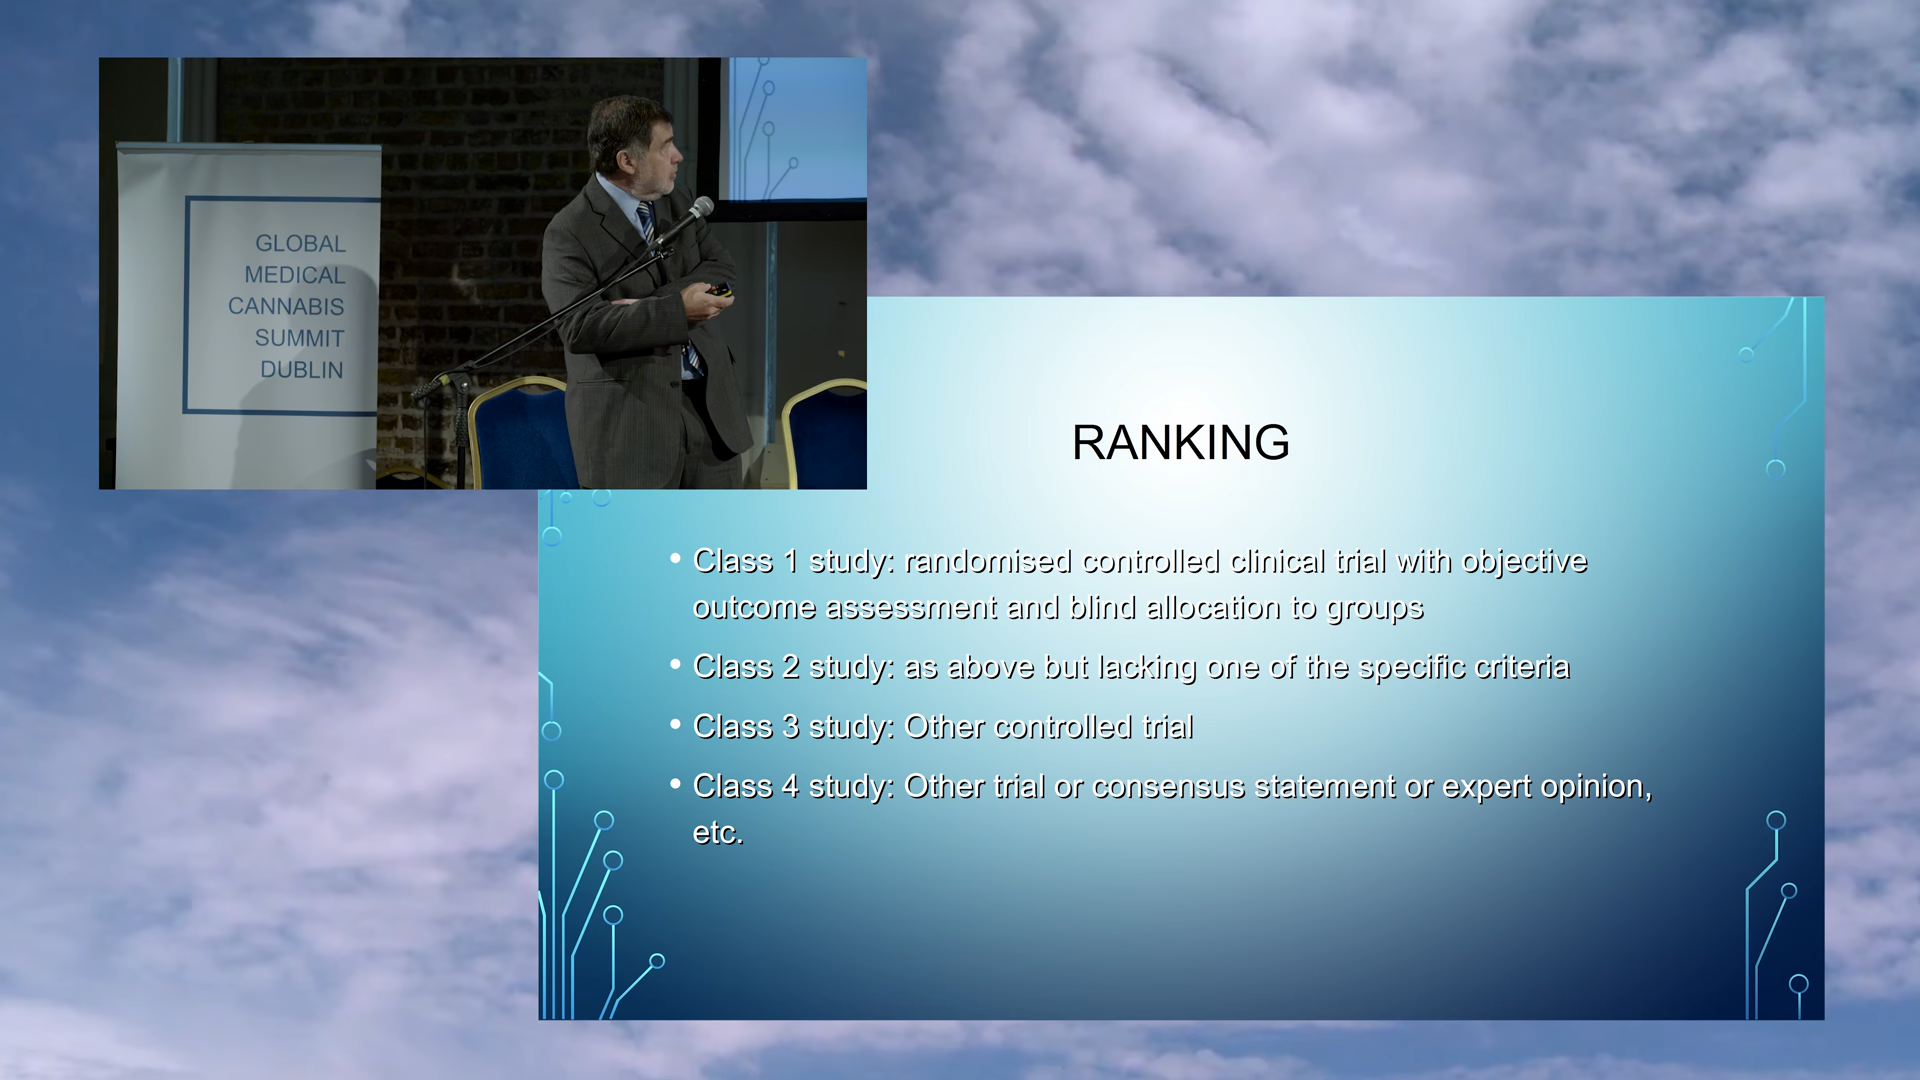 GLOBAL
MEDICAL
CANNABIS
SUMMIT
DUBLIN
RANKING
• Class 1 study: randomised controlled clinical trial with objective
outcome assessment and blind allocation to groups
• Class 2 study: as above but lacking one of the specific criteria
• Class 3 study: Other controlled trial
• Class 4 study: Other trial or consensus statement or expert opinion,
etc.